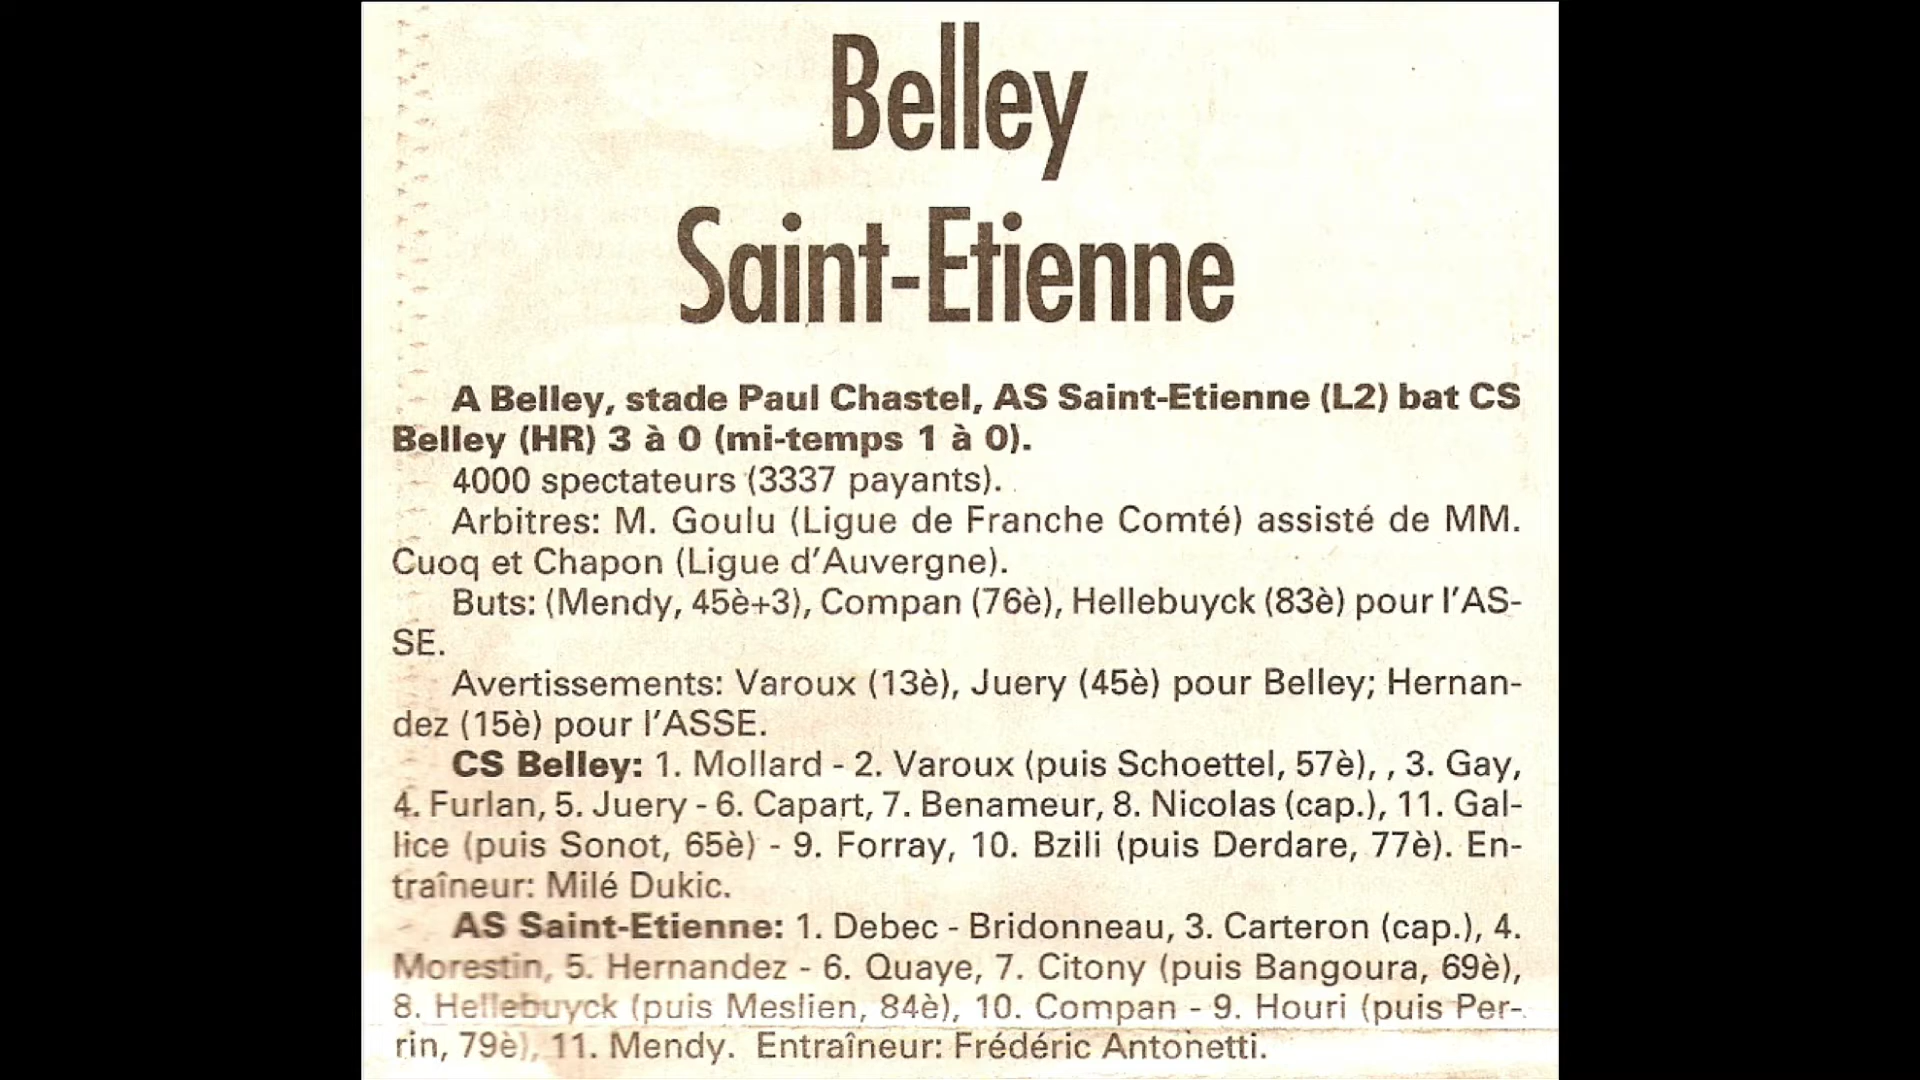 Belley
Saint-Etienne
A Belley, stade Paul Chastel, AS Saint-Etienne (L2) bat CS
Belley (HR) 3 à 0 (mi-temps 1 à 0).
4000 spectateurs (3337 payants).
Arbitres: M. Goulu (Ligue de Franche Comté) assisté de MM.
Cuoq et Chapon (Ligue d'Auvergne).
Buts: (Mendy, 45è+3), Compan (76è), Hellebuyck (83è) pour l'AS-
SE.
Avertissements: Varoux (13è), Juery (45è) pour Belley; Hernan-
dez (15è) pour l'ASSE.
CS Belley: 1. Mollard - 2. Varoux (puis Schoettel, 57è), , 3. Gay,
4. Furlan, 5. Juery - 6. Capart, 7. Benameur, 8. Nicolas (cap.), 11. Gal-
lice (puis Sonot, 65è) - 9. Forray, 10. Bzili (puis Derdare, 77è). En-
traîneur: Milé Dukic.
AS Saint-Etienne: 1. Debec - Bridonneau, 3. Carteron (cap.), 4.
Morestin, 5. Hernandez - 6. Quaye, 7. Citony (puis Bangoura, 69è),
8. Hellebuyck (puis Meslien, 84è), 10. Compan - 9. Houri (puis Per-
rin, 79è), 11. Mendy. Entraîneur: Frédéric Antonetti.